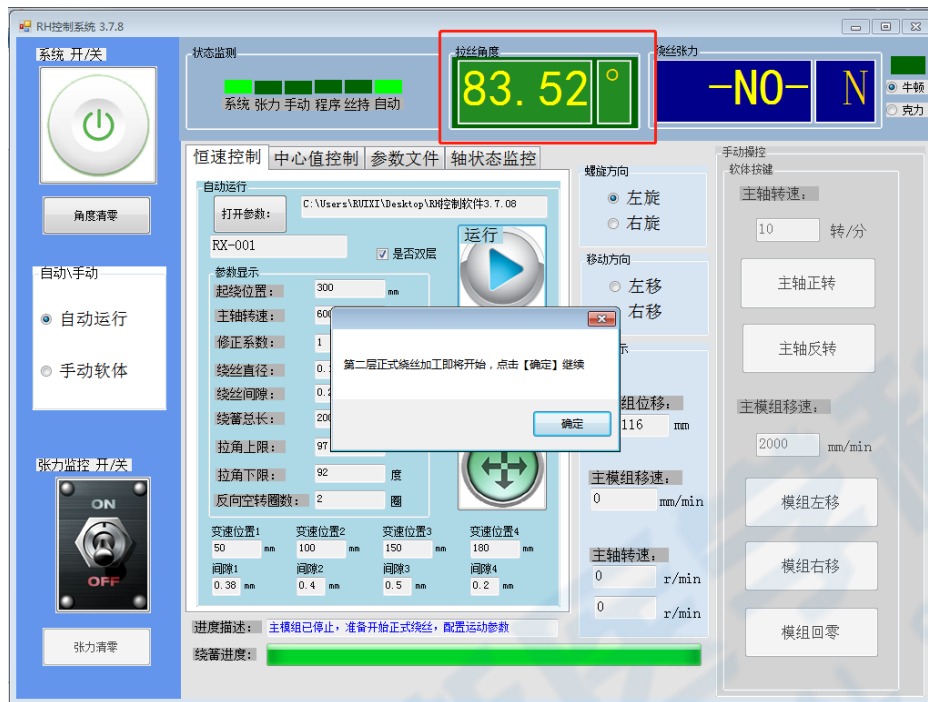 RH控制系统 3.7.8
系统 开/关
角度清零
自动\手动
自动运行
手动软体
张力监控 开/关
ON
OFF
张力清零
状态监测
系统 张力 手动 程序 丝持 自动
拉丝角度
83.52 °
绕丝张力
-NO- N
牛顿
克力
恒速控制 中心值控制 参数文件 轴状态监控
自动运行
打开参数:
C:\Users\RUIXI\Desktop\RH控制软件3.7.08
RX-001
是否双层
运行
参数显示
起绕位置: 300 mm
主轴转速: 600
修正系数: 1
绕丝直径: 0.
绕丝间隙: 0.2
绕簧总长: 200
拉角上限: 97
拉角下限: 92 度
反向空转圈数: 2 圈
变速位置1 变速位置2 变速位置3 变速位置4
50 mm 100 mm 150 mm 180 mm
间隙1 间隙2 间隙3 间隙4
0.38 mm 0.4 mm 0.5 mm 0.2 mm
第二层正式绕丝加工即将开始，点击【确定】继续
确定
螺旋方向
左旋
右旋
移动方向
左移
右移
示
组位移:
116 mm
主模组移速:
0 mm/min
主轴转速:
0 r/min
0 r/min
进度描述: 主模组已停止，准备开始正式绕丝，配置运动参数
绕簧进度:
手动操控
软体按键
主轴转速:
10 转/分
主轴正转
主轴反转
主模组移速:
2000 mm/min
模组左移
模组右移
模组回零